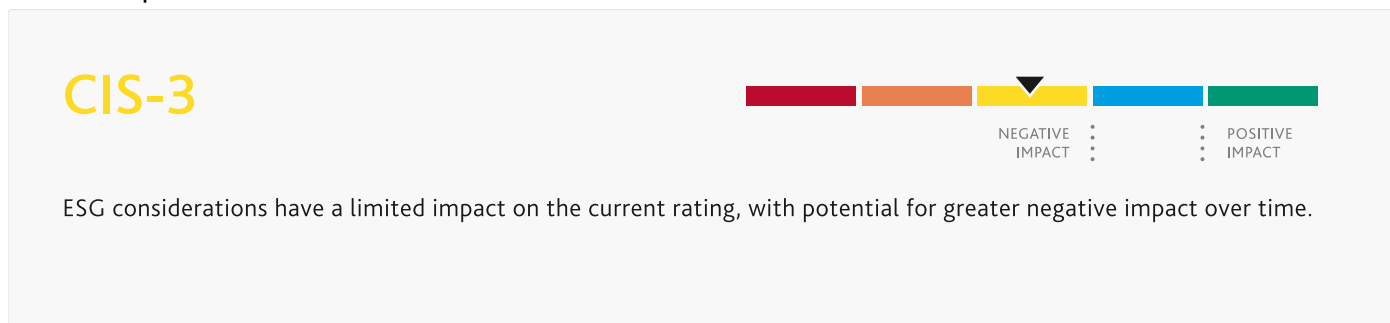 CIS-3
NEGATIVE
IMPACT
POSITIVE
IMPACT
ESG considerations have a limited impact on the current rating, with potential for greater negative impact over time.